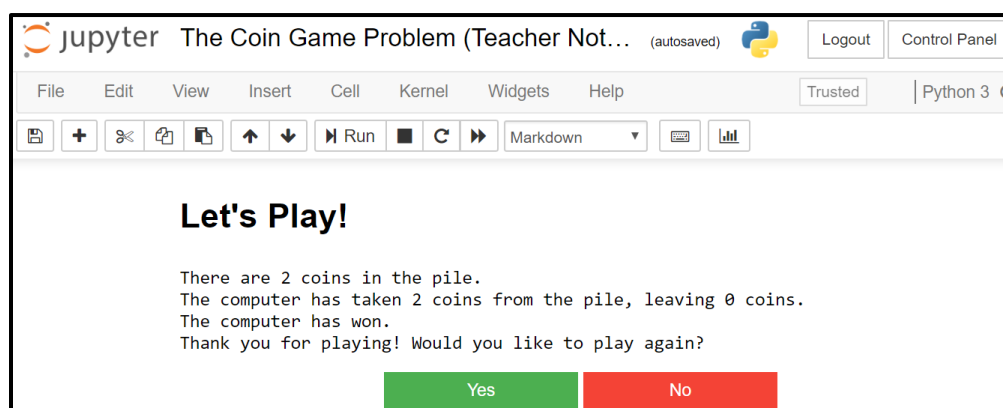 jupyter The Coin Game Problem (Teacher Not... (autosaved) Logout Control Panel
File Edit View Insert Cell Kernel Widgets Help Trusted Python 3
Run Markdown
Let's Play!
There are 2 coins in the pile.
The computer has taken 2 coins from the pile, leaving 0 coins.
The computer has won.
Thank you for playing! Would you like to play again?
Yes No